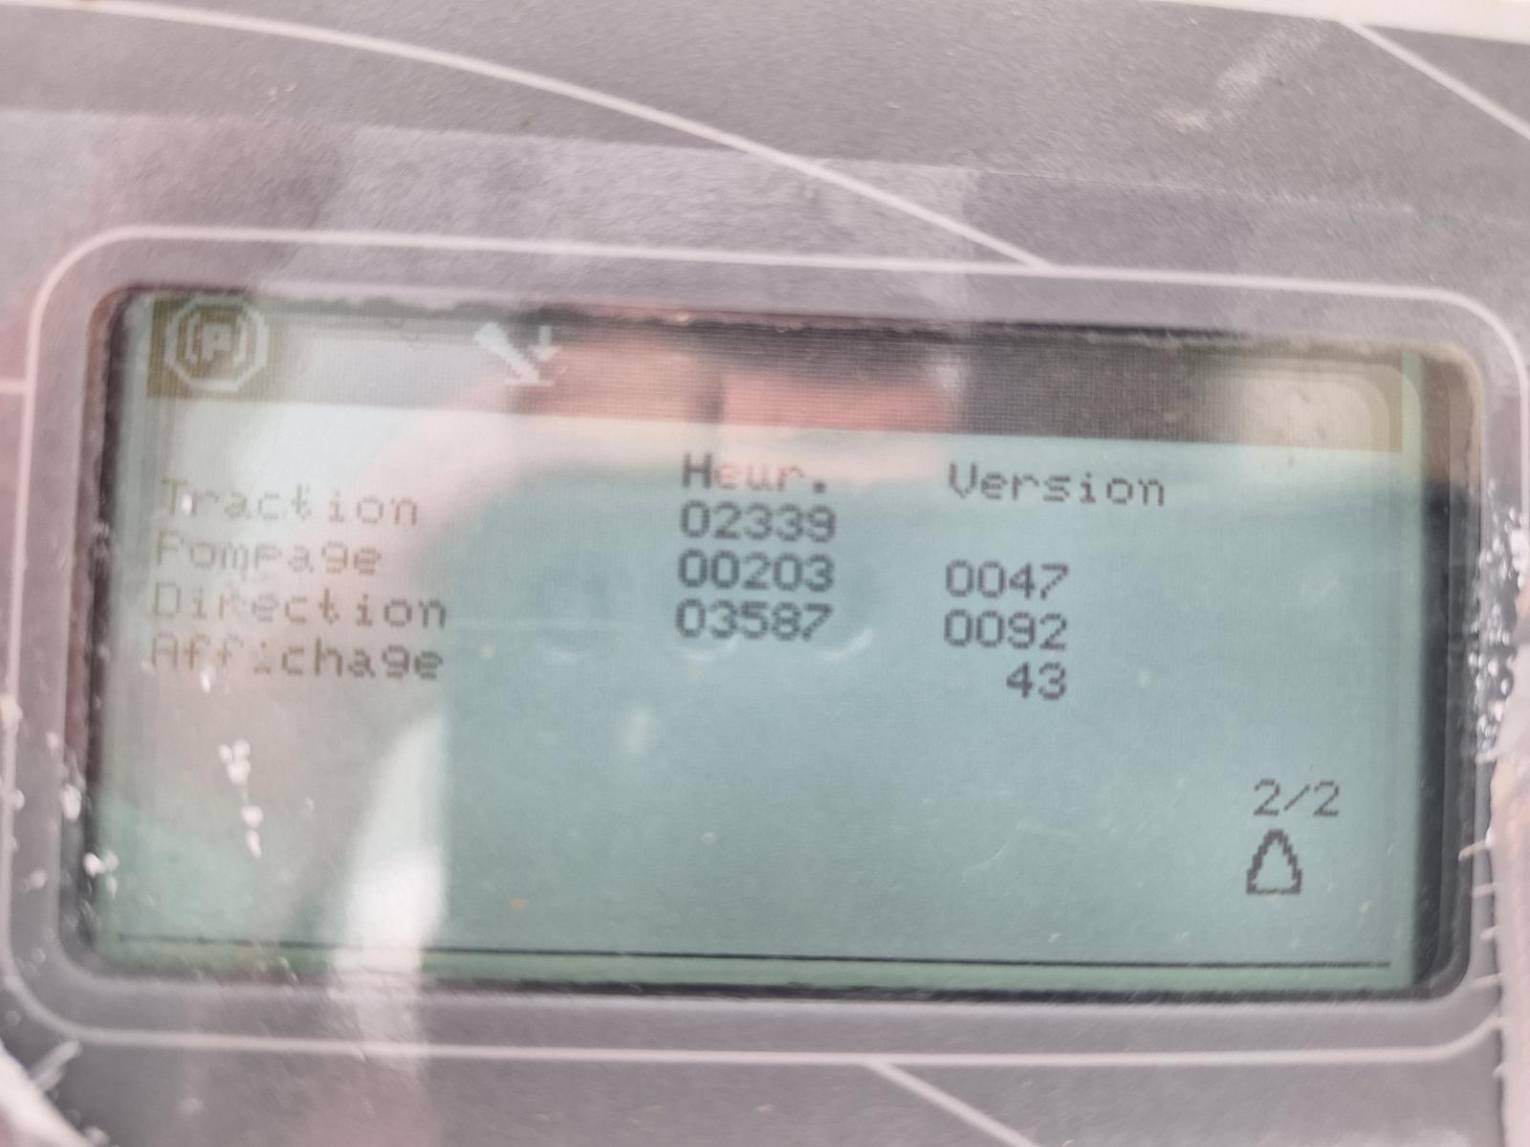 (P)
Heur. Version
Traction 02339
Pompage 00203 0047
Direction 03587 0092
Affichage 43
2/2